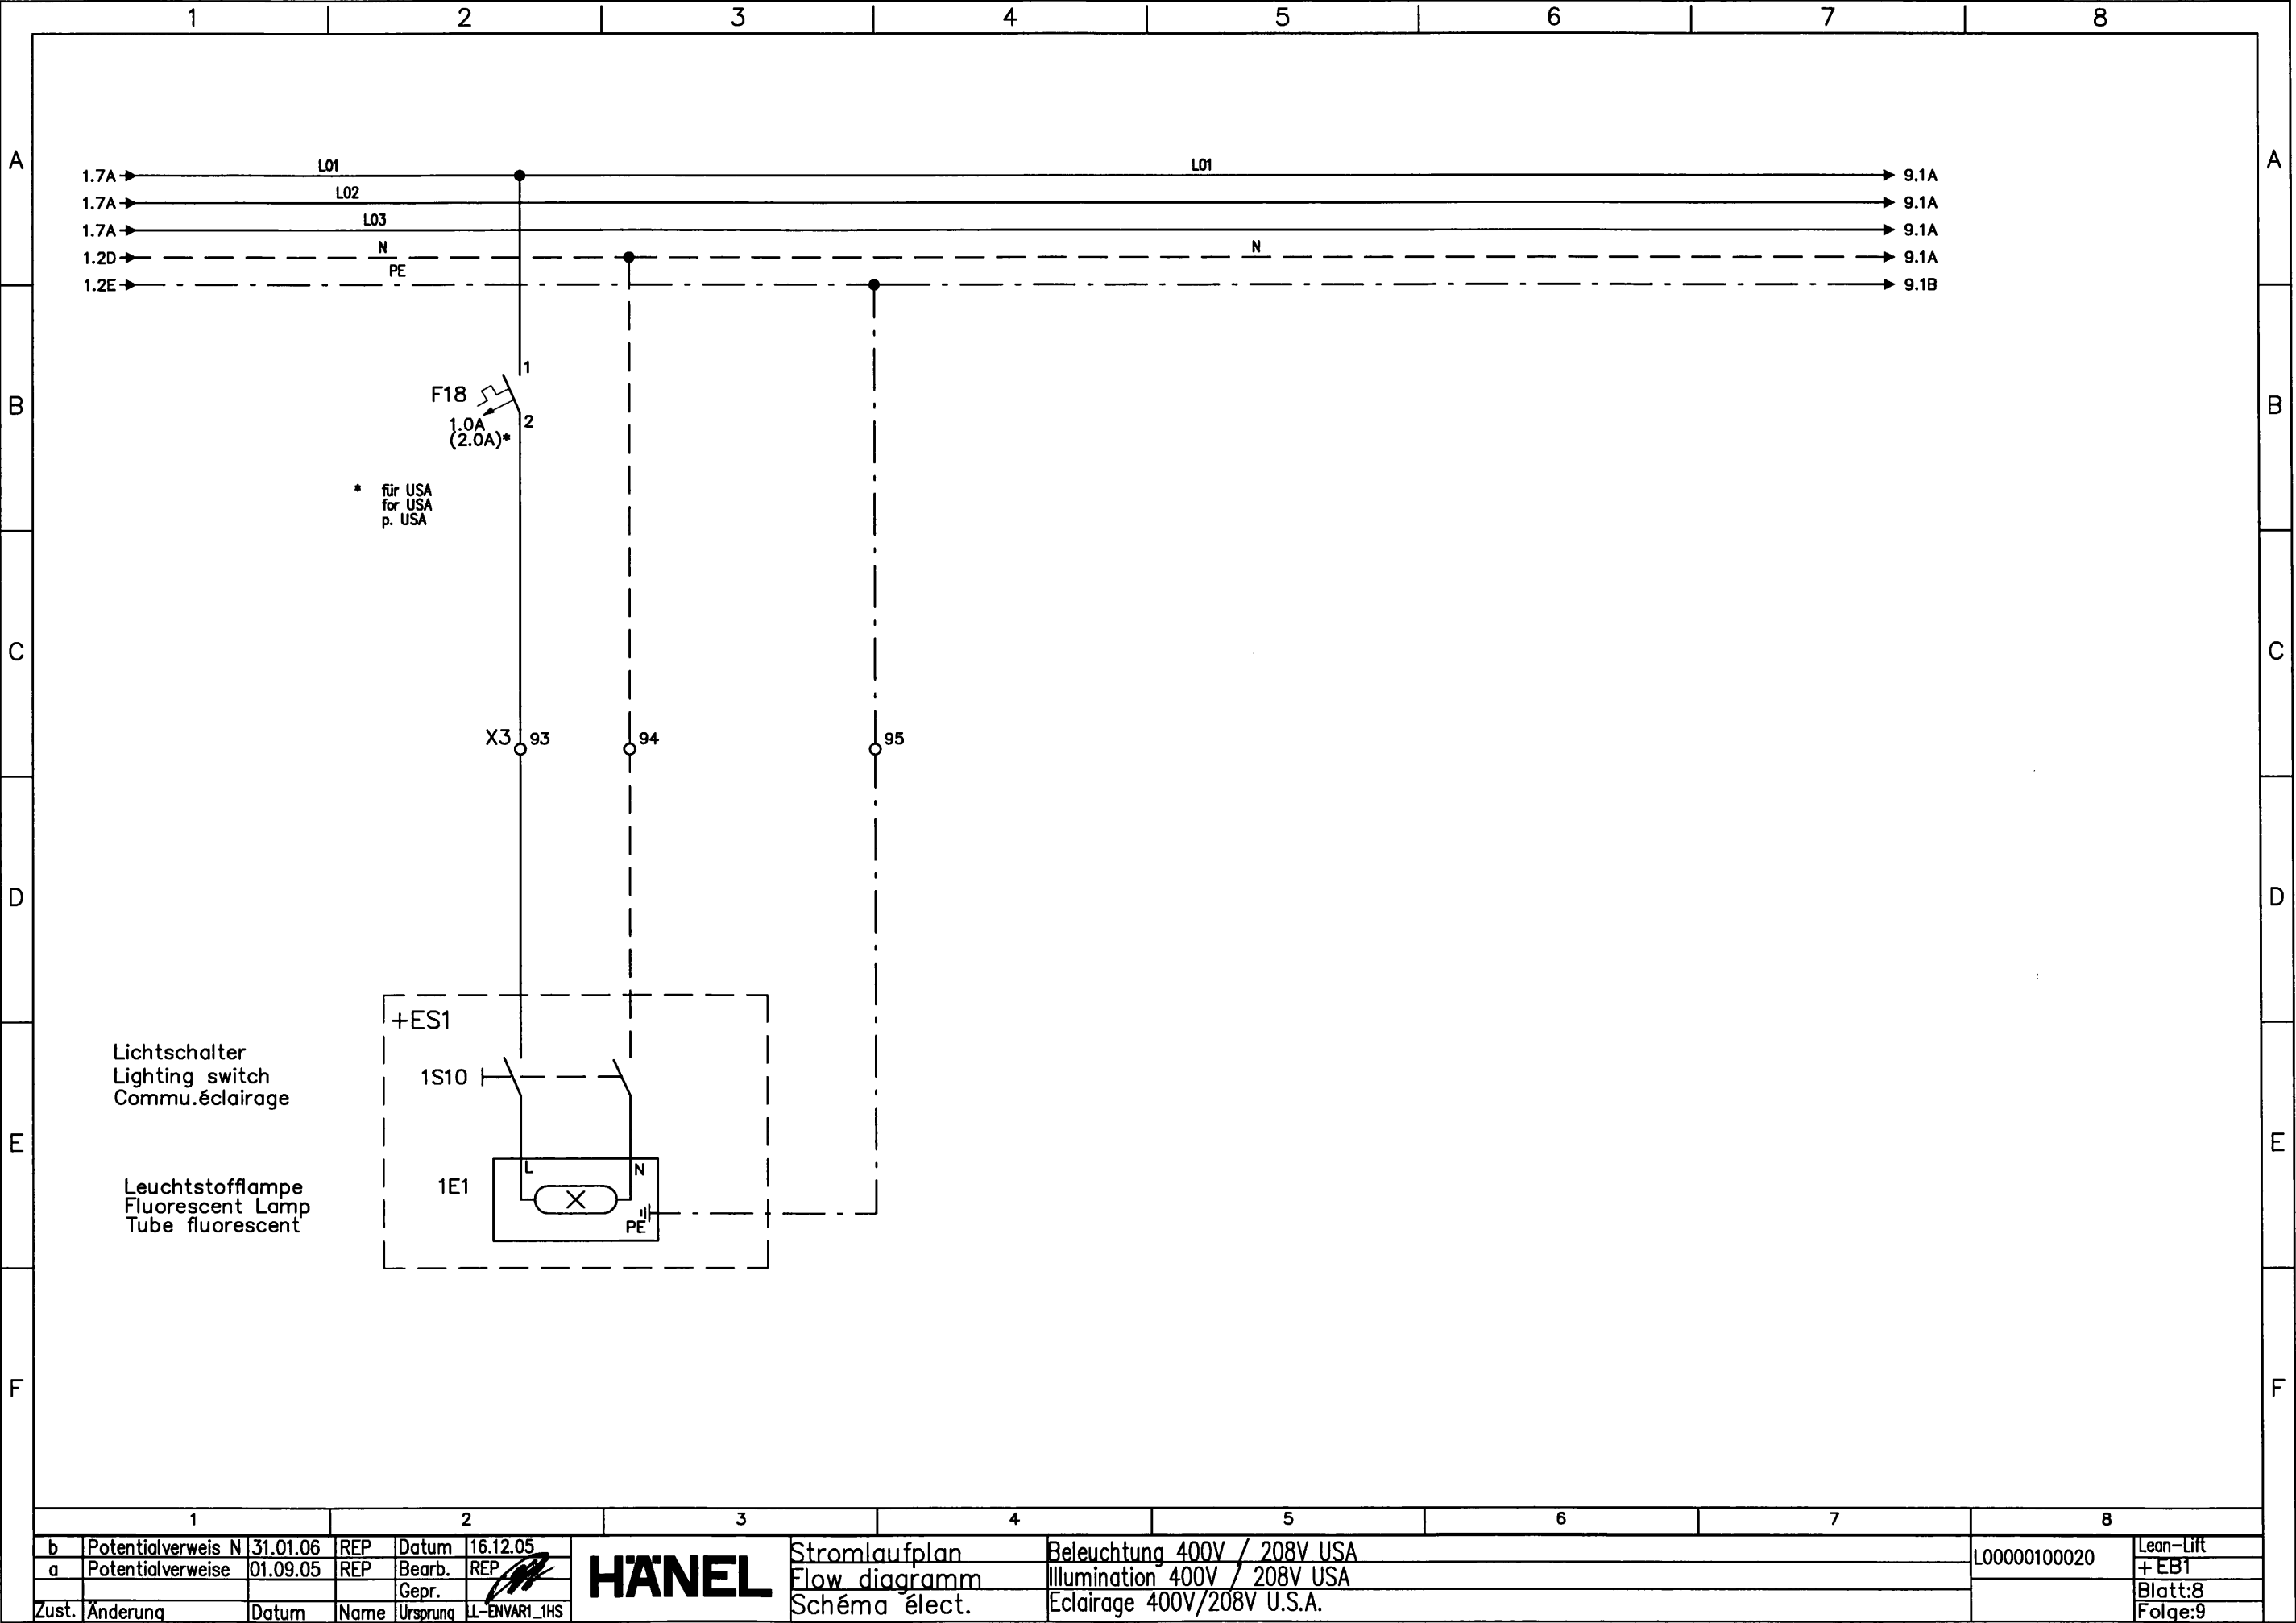 1 2 3 4 5 6 7 8
A A
L01 L01
1.7A 9.1A
L02
1.7A 9.1A
L03
1.7A 9.1A
N N
1.2D 9.1A
PE
1.2E 9.1B
1
F18
B B
1.0A 2
(2.0A)*
* für USA
for USA
p. USA
C C
X3 93 94 95
D D
+ES1
Lichtschalter
Lighting switch
Commu.éclairage
1S10
E E
L N
1E1
Leuchtstofflampe
Fluorescent Lamp
Tube fluorescent
PE
F F
1 2 3 4 5 6 7 8
b Potentialverweis N 31.01.06 REP Datum 16.12.05
a Potentialverweise 01.09.05 REP Bearb. REP
Gepr.
Zust. Änderung Datum Name Ursprung LL-ENVAR1_1HS
HÄNEL
Stromlaufplan
Flow diagramm
Schéma élect.
Beleuchtung 400V / 208V USA
Illumination 400V / 208V USA
Eclairage 400V/208V U.S.A.
L00000100020
Lean-Lift
+EB1
Blatt:8
Folge:9